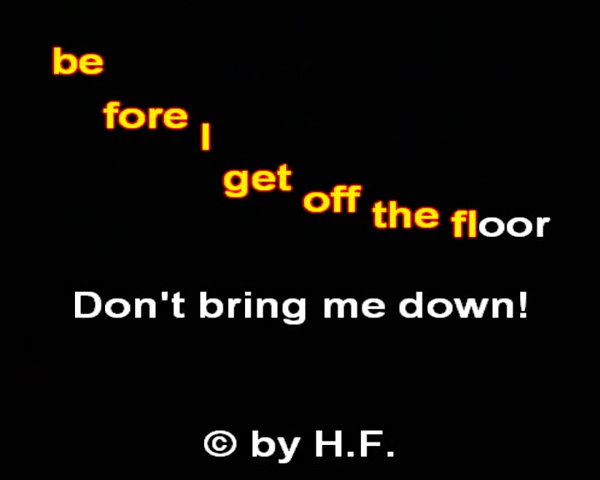 be
fore I
get off the floor
Don't bring me down!
© by H.F.